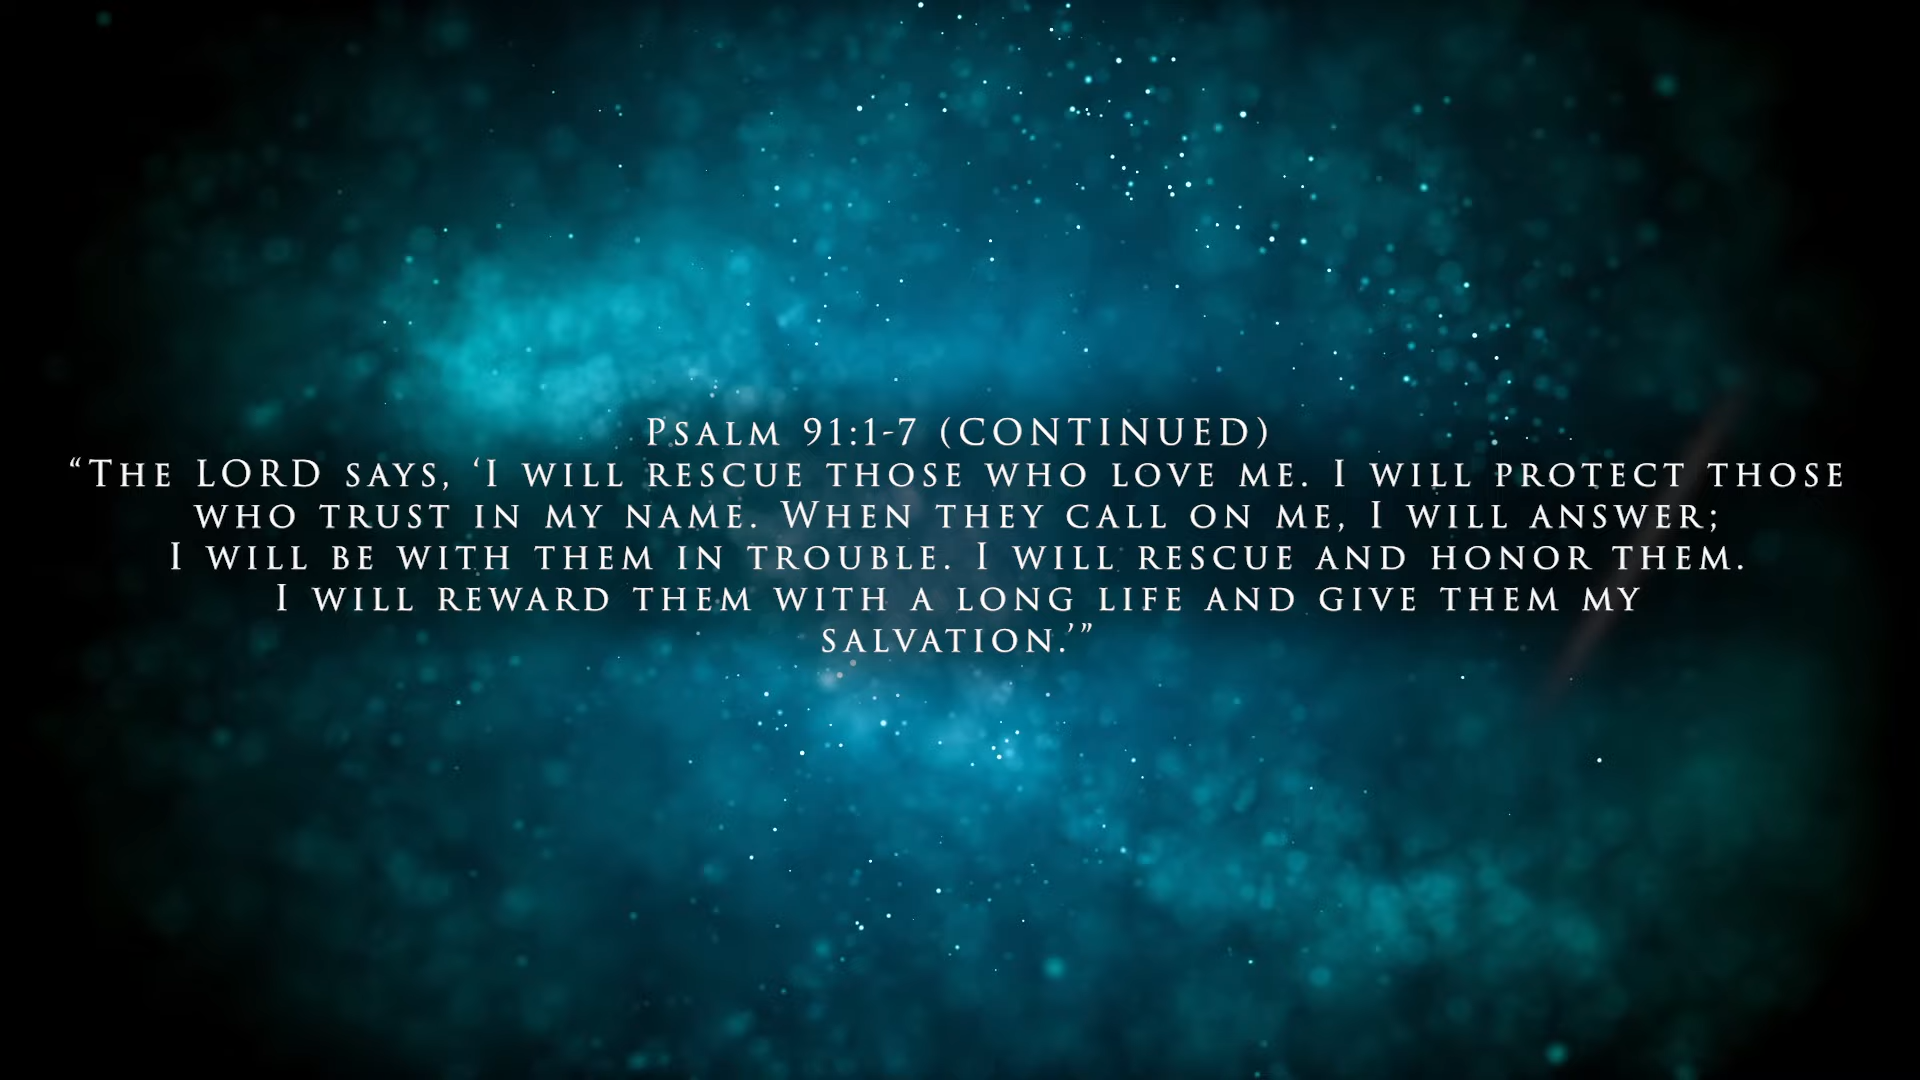 Psalm 91:1-7 (CONTINUED)
“The LORD says, ‘I will rescue those who love me. I will protect those
who trust in my name. When they call on me, I will answer;
I will be with them in trouble. I will rescue and honor them.
I will reward them with a long life and give them my
salvation.’”